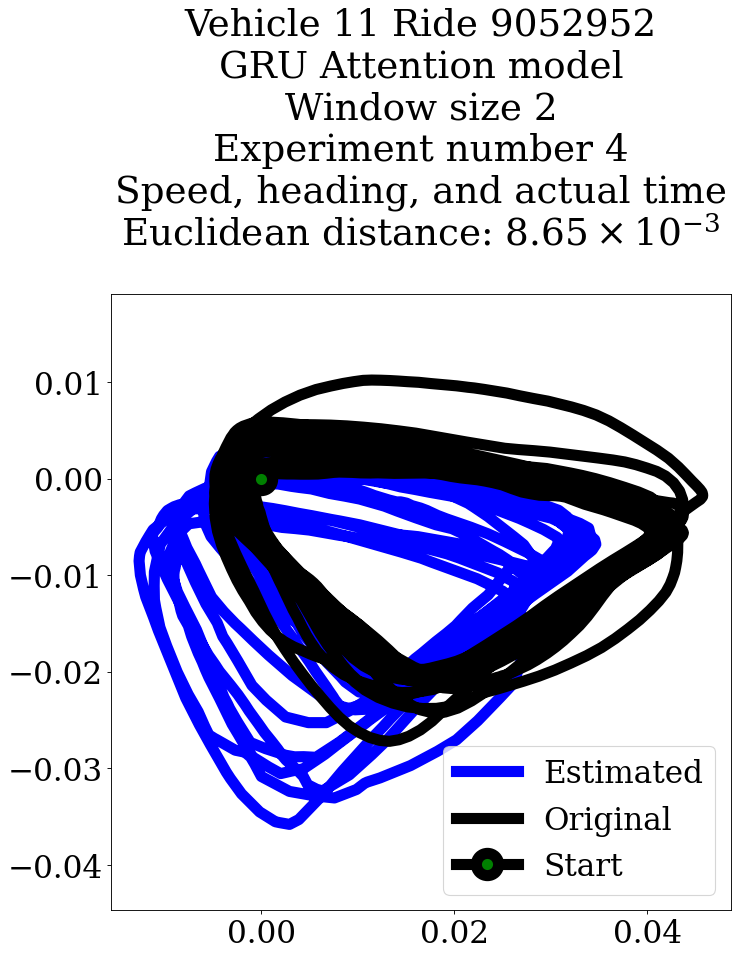 Vehicle 11 Ride 9052952
GRU Attention model
Window size 2
Experiment number 4
Speed, heading, and actual time
Euclidean distance: 8.65 × 10⁻³
0.01
0.00
−0.01
−0.02
−0.03
−0.04
Estimated
Original
Start
0.00 0.02 0.04